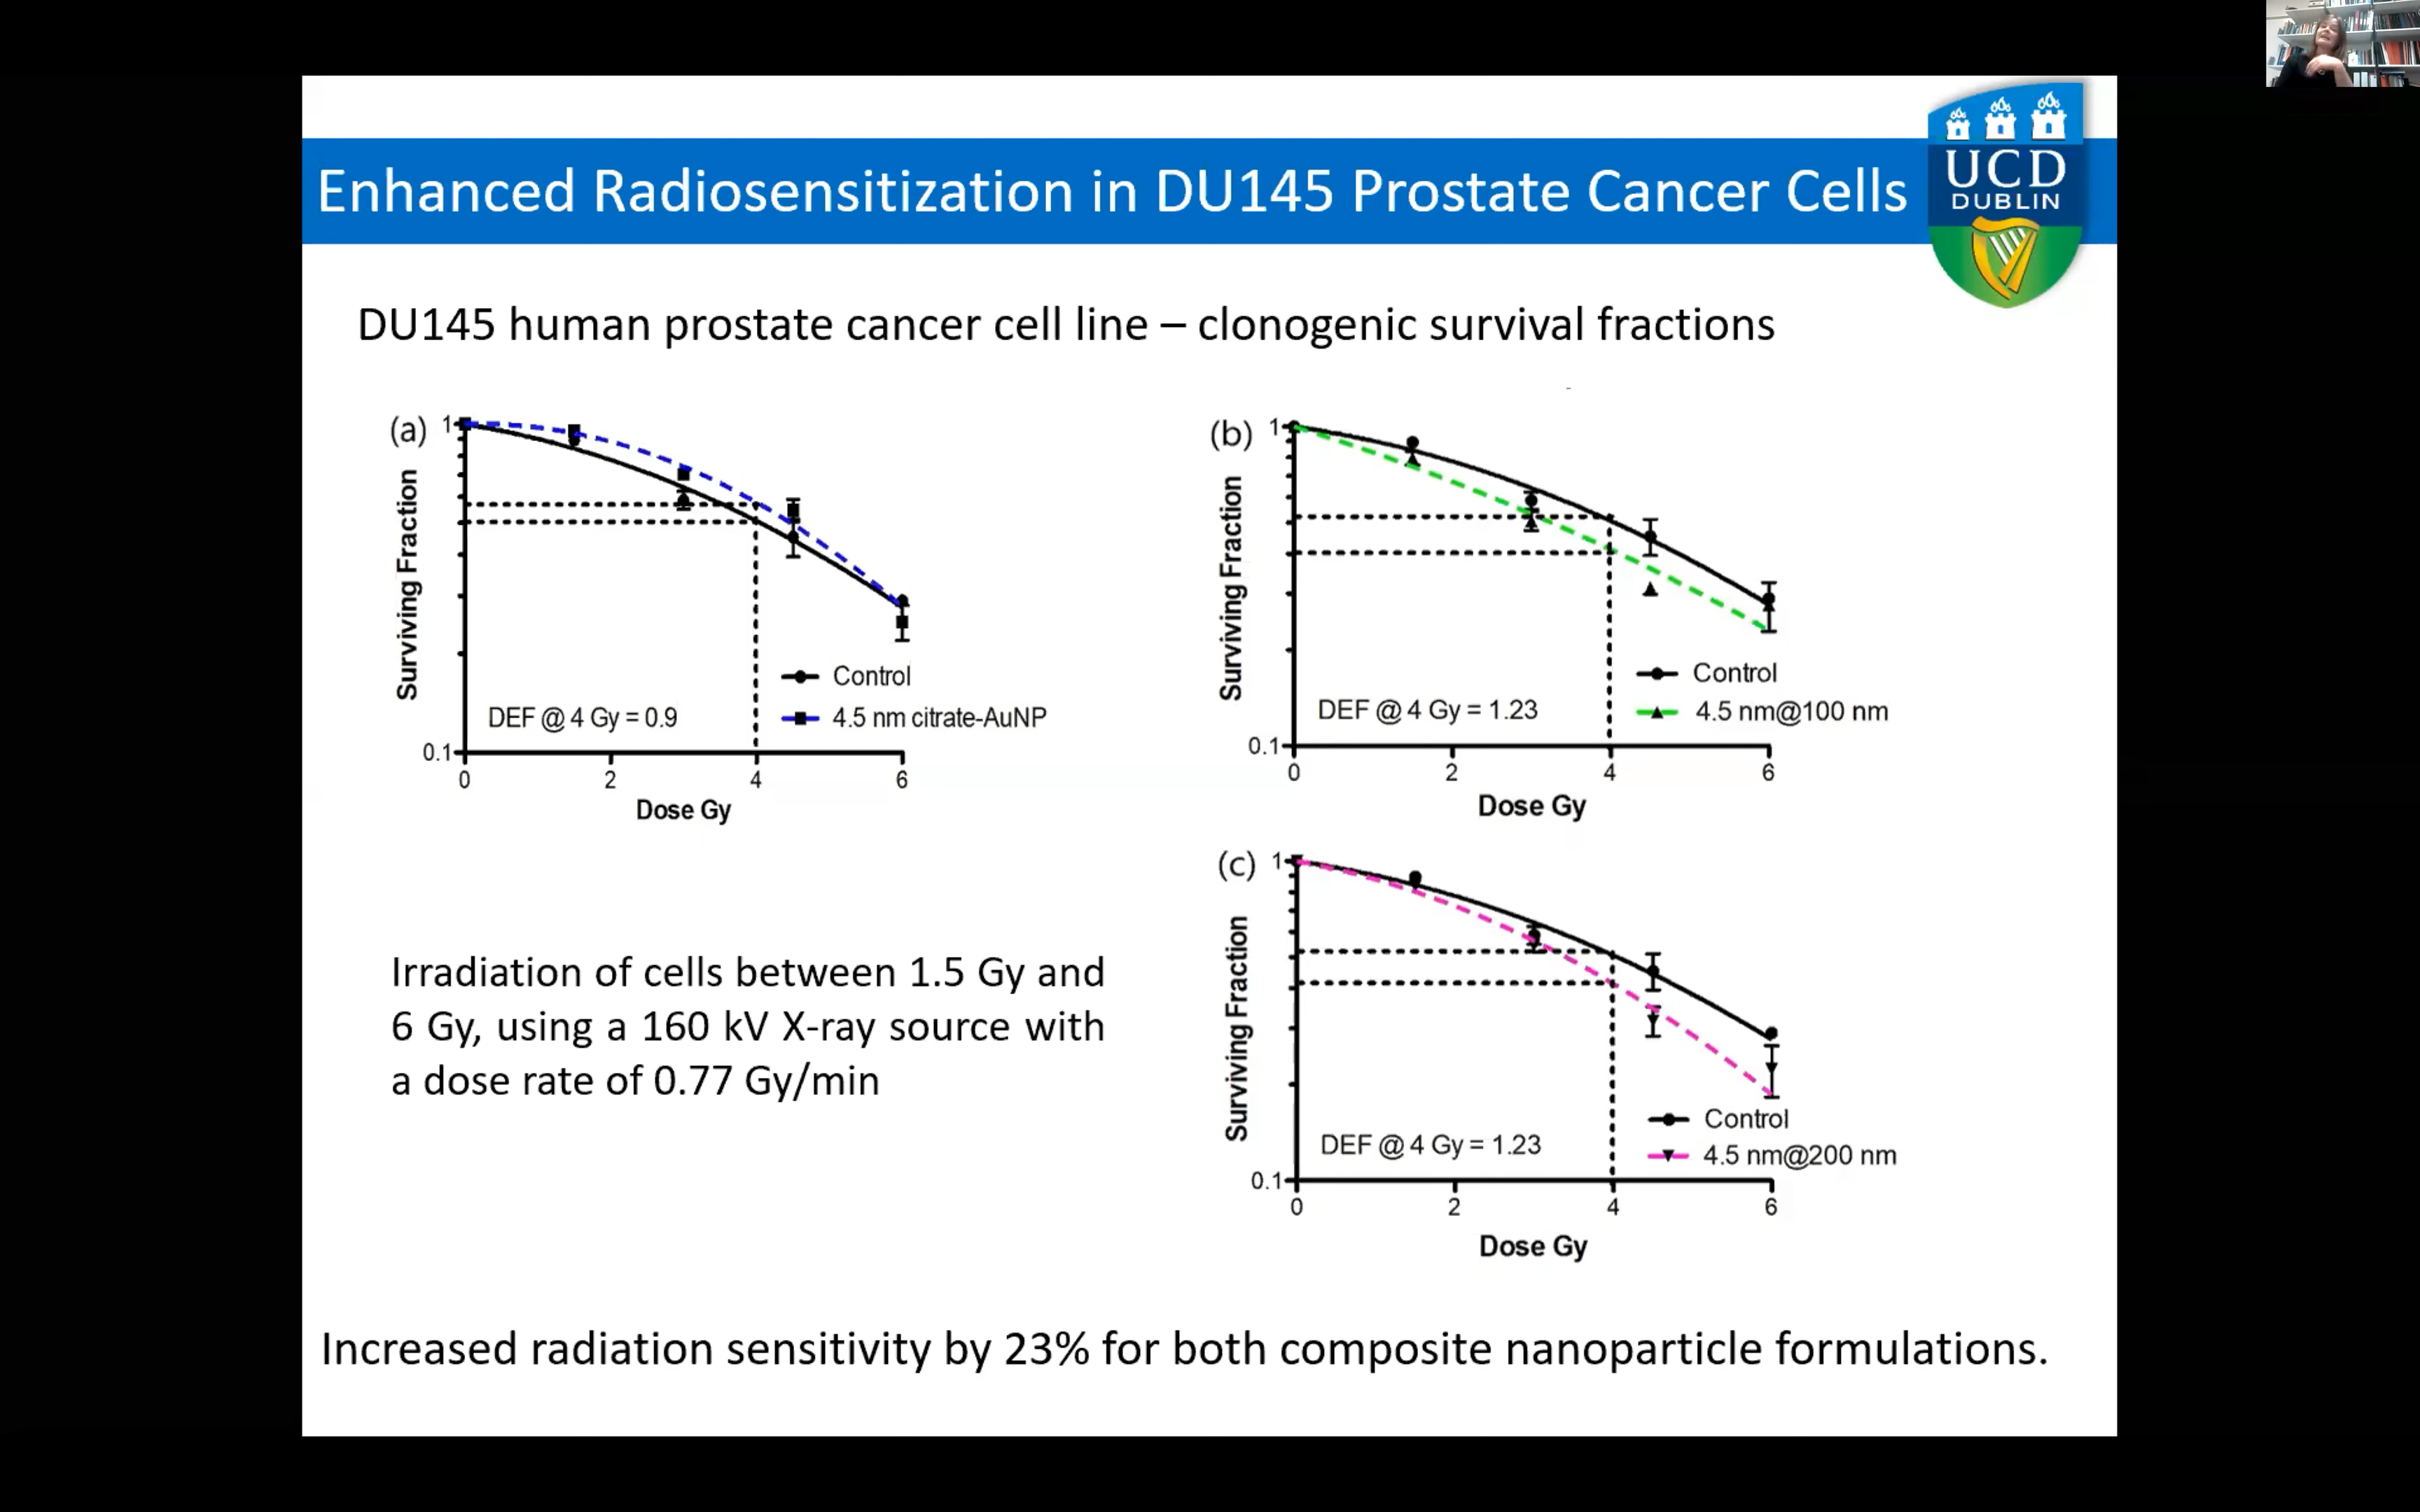 Enhanced Radiosensitization in DU145 Prostate Cancer Cells
UCD
DUBLIN
DU145 human prostate cancer cell line – clonogenic survival fractions
(a)
1
0.1
Surviving Fraction
DEF @ 4 Gy = 0.9
Control
4.5 nm citrate-AuNP
0 2 4 6
Dose Gy
(b)
1
0.1
Surviving Fraction
DEF @ 4 Gy = 1.23
Control
4.5 nm@100 nm
0 2 4 6
Dose Gy
(c)
1
0.1
Surviving Fraction
DEF @ 4 Gy = 1.23
Control
4.5 nm@200 nm
0 2 4 6
Dose Gy
Irradiation of cells between 1.5 Gy and
6 Gy, using a 160 kV X-ray source with
a dose rate of 0.77 Gy/min
Increased radiation sensitivity by 23% for both composite nanoparticle formulations.